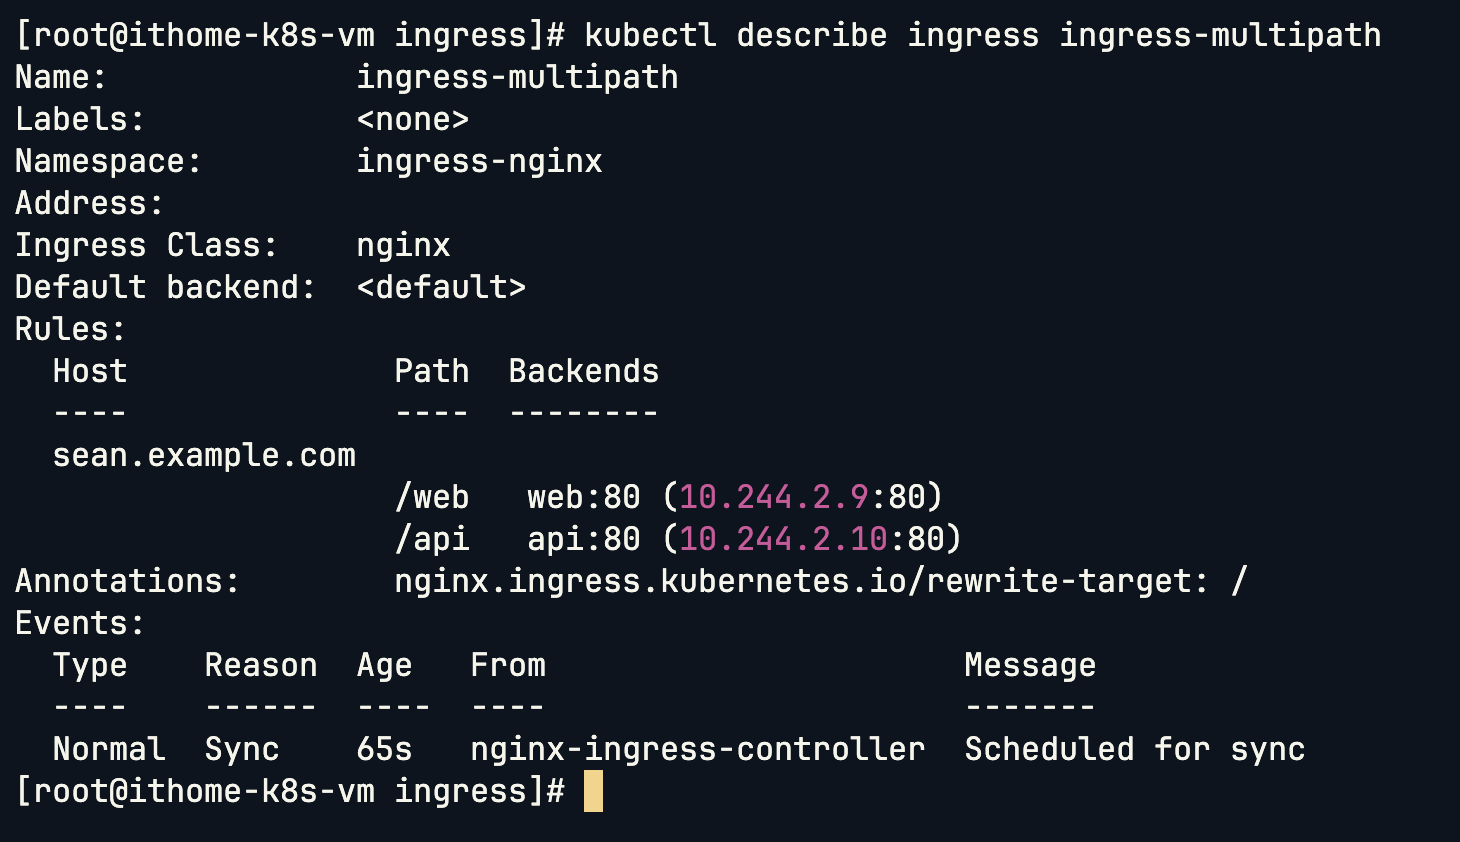 [root@ithome-k8s-vm ingress]# kubectl describe ingress ingress-multipath
Name:             ingress-multipath
Labels:           <none>
Namespace:        ingress-nginx
Address:
Ingress Class:    nginx
Default backend:  <default>
Rules:
  Host              Path  Backends
  ----              ----  --------
  sean.example.com
                    /web   web:80 (10.244.2.9:80)
                    /api   api:80 (10.244.2.10:80)
Annotations:        nginx.ingress.kubernetes.io/rewrite-target: /
Events:
  Type    Reason  Age   From                      Message
  ----    ------  ----  ----                      -------
  Normal  Sync    65s   nginx-ingress-controller  Scheduled for sync
[root@ithome-k8s-vm ingress]#